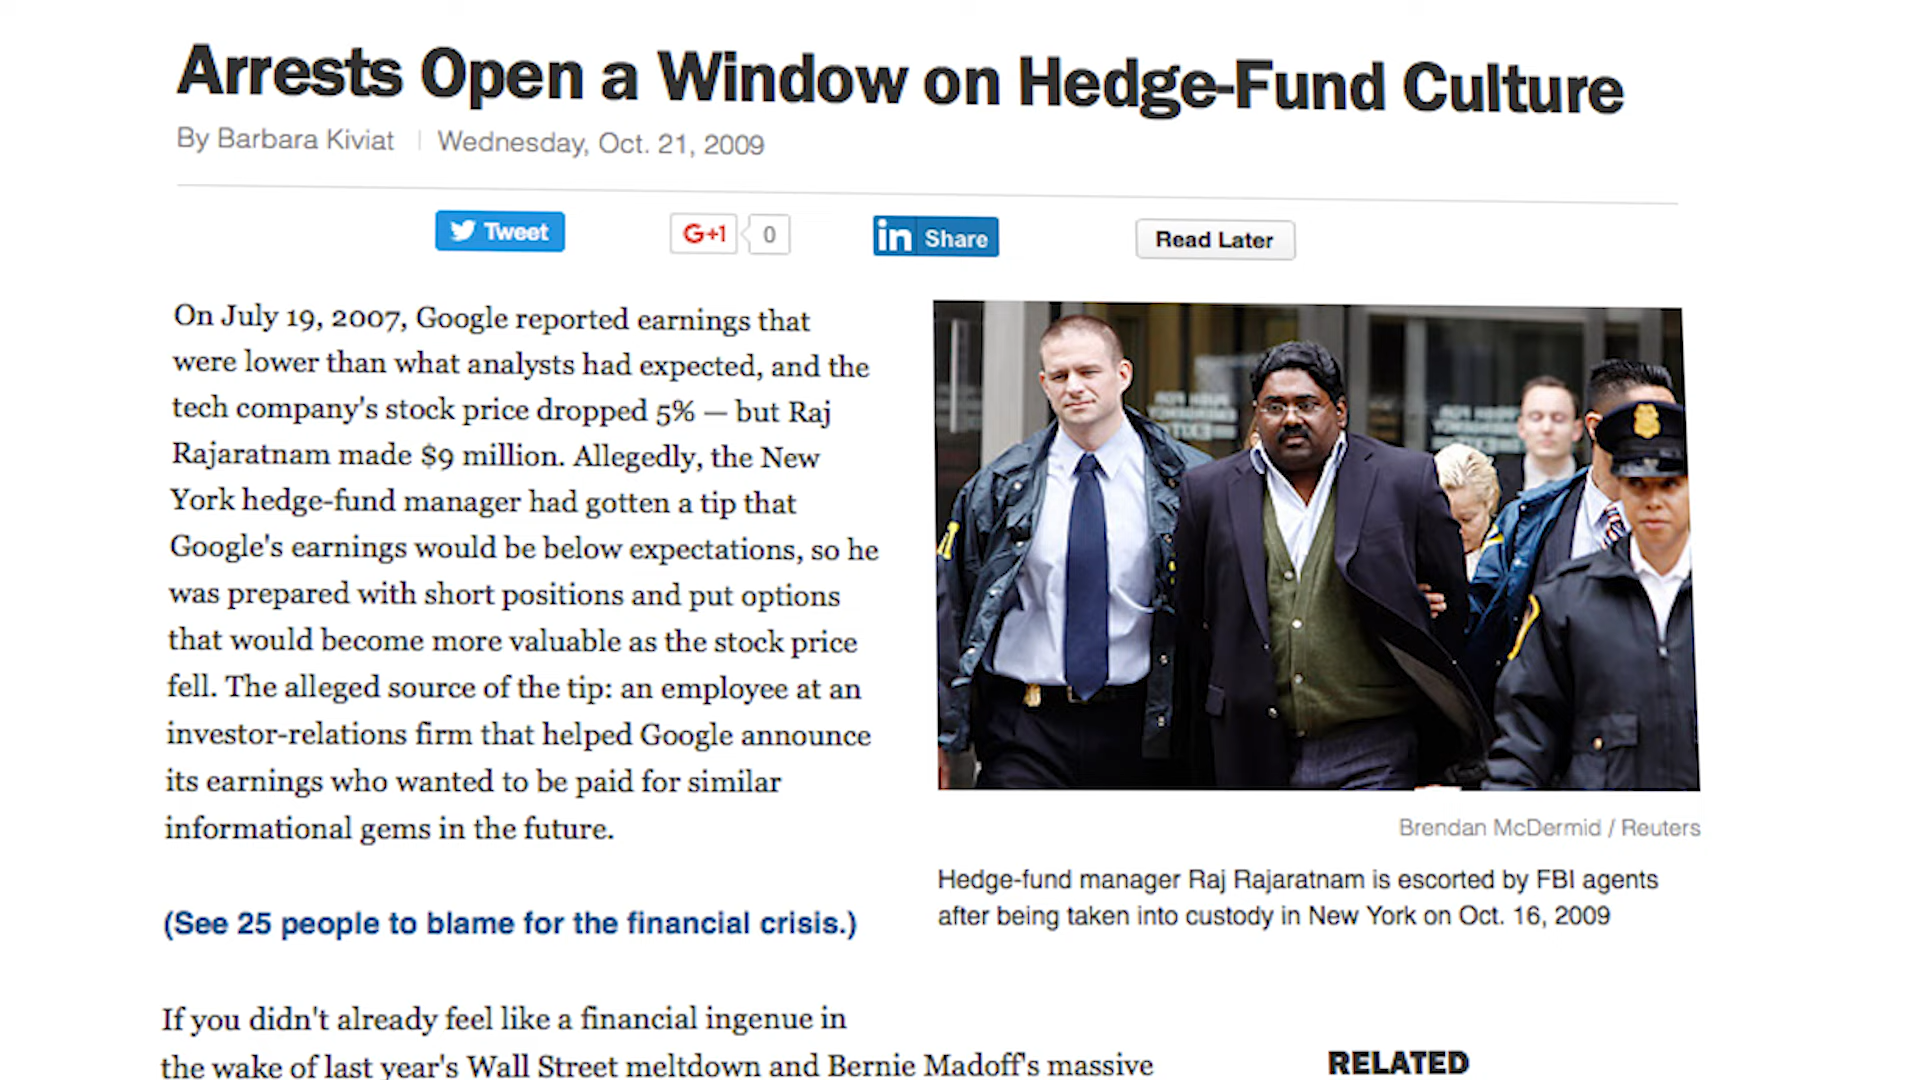 Arrests Open a Window on Hedge-Fund Culture
By Barbara Kiviat | Wednesday, Oct. 21, 2009
Tweet
G+1 0
in Share
Read Later
On July 19, 2007, Google reported earnings that
were lower than what analysts had expected, and the
tech company's stock price dropped 5% — but Raj
Rajaratnam made $9 million. Allegedly, the New
York hedge-fund manager had gotten a tip that
Google's earnings would be below expectations, so he
was prepared with short positions and put options
that would become more valuable as the stock price
fell. The alleged source of the tip: an employee at an
investor-relations firm that helped Google announce
its earnings who wanted to be paid for similar
informational gems in the future.
(See 25 people to blame for the financial crisis.)
If you didn't already feel like a financial ingenue in
the wake of last year's Wall Street meltdown and Bernie Madoff's massive
Brendan McDermid / Reuters
Hedge-fund manager Raj Rajaratnam is escorted by FBI agents
after being taken into custody in New York on Oct. 16, 2009
RELATED